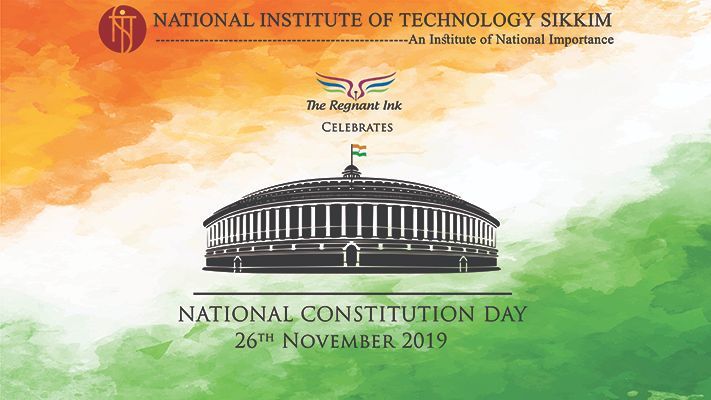 NATIONAL INSTITUTE OF TECHNOLOGY SIKKIM
--------------------------------------------An Institute of National Importance
The Regnant Ink
CELEBRATES
NATIONAL CONSTITUTION DAY
26TH NOVEMBER 2019